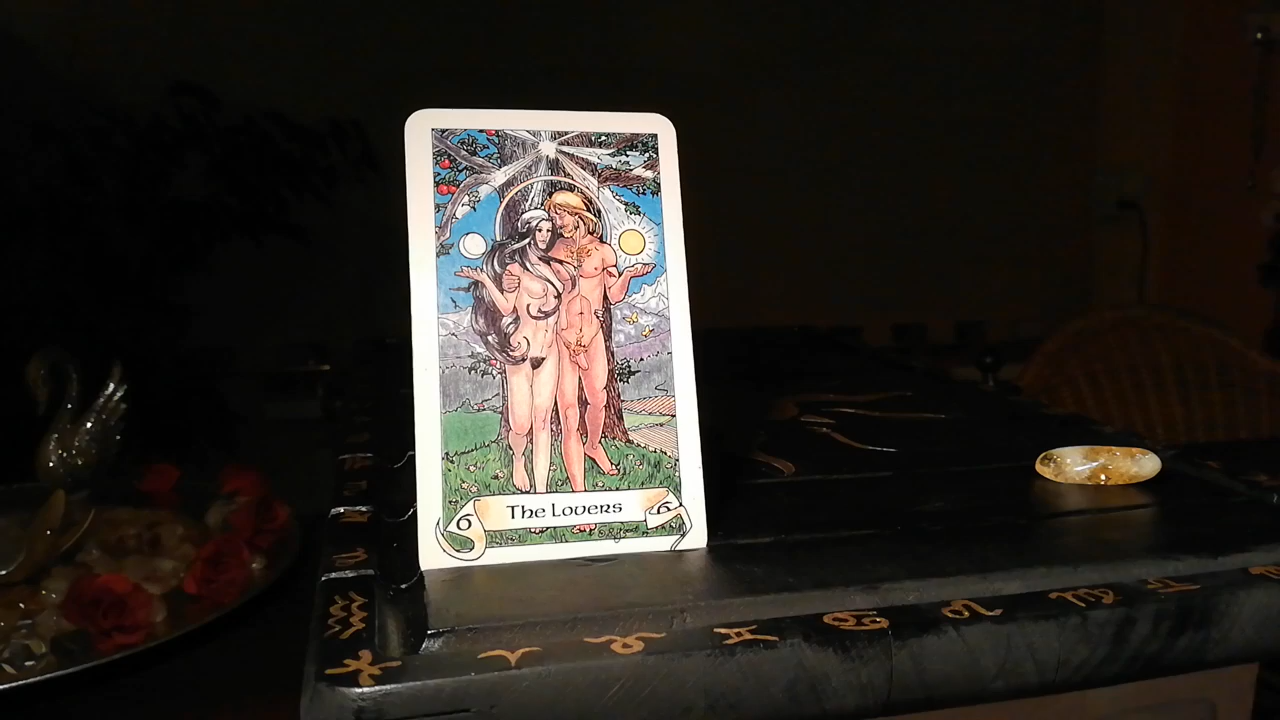 6 The Lovers 6
♓ ♈ ♉ ♊ ♋ ♌ ♍ ♎